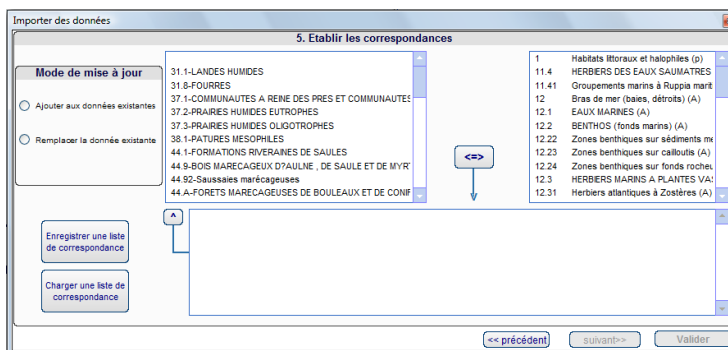 Importer des données
5. Etablir les correspondances
Mode de mise à jour
Ajouter aux données existantes
Remplacer la donnée existante
31.1-LANDES HUMIDES
31.8-FOURRES
37.1-COMMUNAUTES A REINE DES PRES ET COMMUNAUTES
37.2-PRAIRIES HUMIDES EUTROPHES
37.3-PRAIRIES HUMIDES OLIGOTROPHES
38.1-PATURES MESOPHILES
44.1-FORMATIONS RIVERAINES DE SAULES
44.9-BOIS MARECAGEUX D?AULNE , DE SAULE ET DE MYRT
44.92-Saussaies marécageuses
44.A-FORETS MARECAGEUSES DE BOULEAUX ET DE CONIF
<=>
1 Habitats littoraux et halophiles (p)
11.4 HERBIERS DES EAUX SAUMATRES
11.41 Groupements marins à Ruppia marit
12 Bras de mer (baies, détroits) (A)
12.1 EAUX MARINES (A)
12.2 BENTHOS (fonds marins) (A)
12.22 Zones benthiques sur sédiments me
12.23 Zones benthiques sur cailloutis (A)
12.24 Zones benthiques sur fonds rocheu
12.3 HERBIERS MARINS A PLANTES VAS
12.31 Herbiers atlantiques à Zostères (A)
^
Enregistrer une liste
de correspondance
Charger une liste de
correspondance
<< précédent
suivant>>
Valider